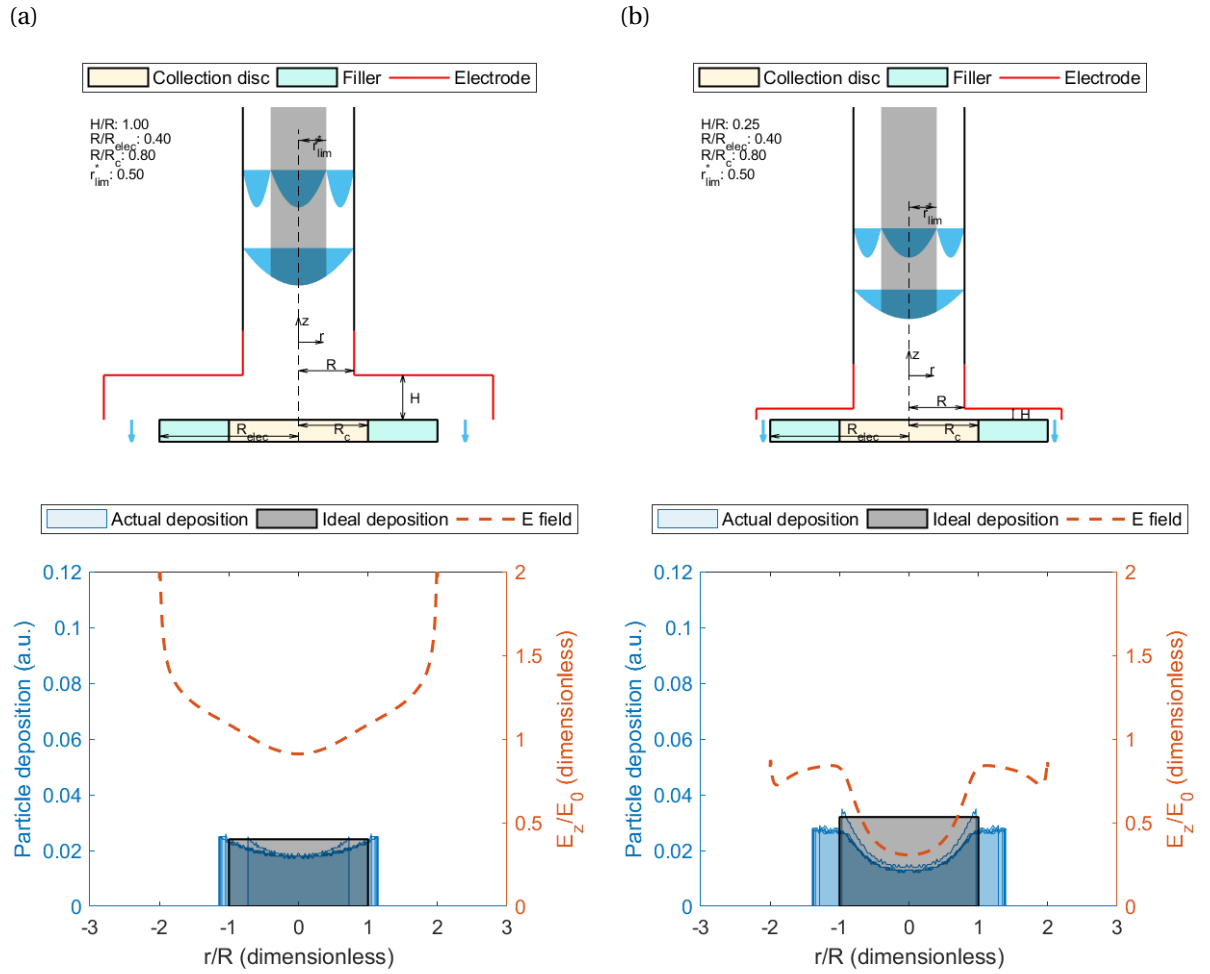 (a)
Collection disc Filler Electrode
H/R: 1.00
R/R_elec: 0.40
R/R_c: 0.80
r*_lim: 0.50
r*_lim
z
r
R
H
R_elec
R_c
Actual deposition Ideal deposition E field
0.12
0.1
0.08
0.06
0.04
0.02
0
Particle deposition (a.u.)
2
1.5
1
0.5
0
E_z/E_0 (dimensionless)
-3 -2 -1 0 1 2 3
r/R (dimensionless)
(b)
Collection disc Filler Electrode
H/R: 0.25
R/R_elec: 0.40
R/R_c: 0.80
r*_lim: 0.50
r*_lim
z
r
R
H
R_elec
R_c
Actual deposition Ideal deposition E field
0.12
0.1
0.08
0.06
0.04
0.02
0
Particle deposition (a.u.)
2
1.5
1
0.5
0
E_z/E_0 (dimensionless)
-3 -2 -1 0 1 2 3
r/R (dimensionless)